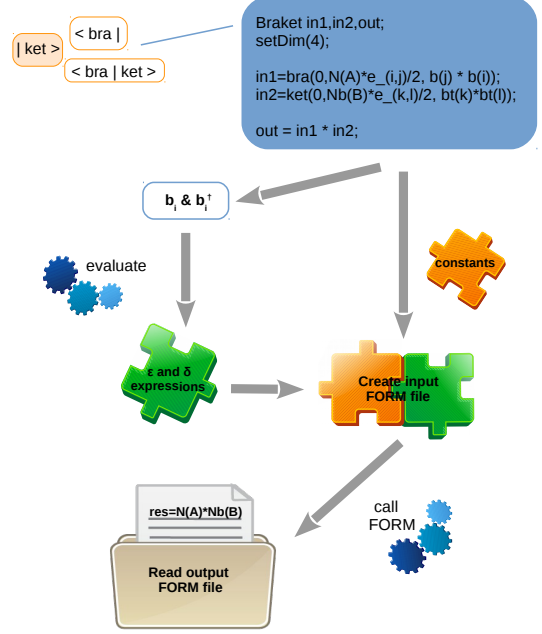 | ket >
< bra |
< bra | ket >
Braket in1,in2,out;
setDim(4);
in1=bra(0,N(A)*e_(i,j)/2, b(j) * b(i));
in2=ket(0,Nb(B)*e_(k,l)/2, bt(k)*bt(l));
out = in1 * in2;
bi & bi†
constants
evaluate
ε and δ
expressions
Create input
FORM file
call
FORM
res=N(A)*Nb(B)
Read output
FORM file